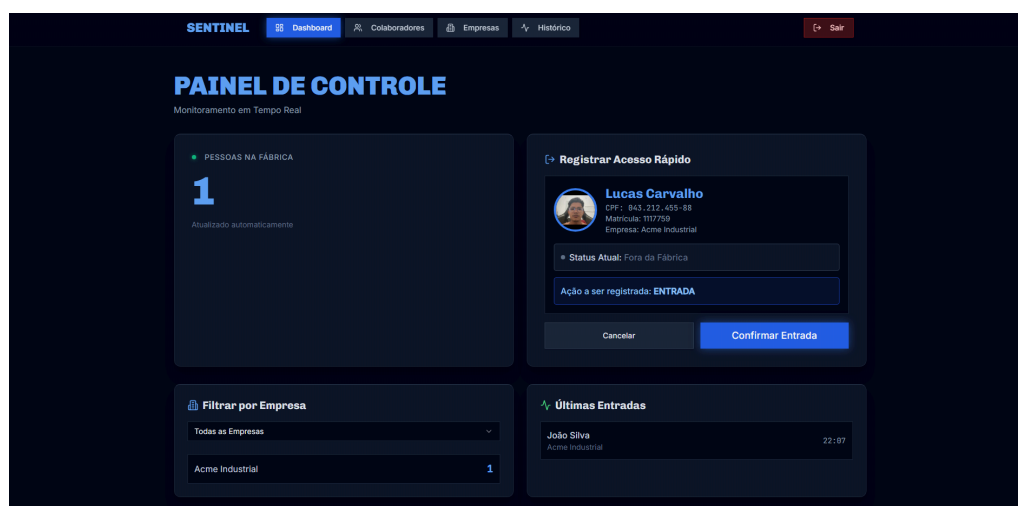 SENTINEL
Dashboard
Colaboradores
Empresas
Histórico
Sair
PAINEL DE CONTROLE
Monitoramento em Tempo Real
PESSOAS NA FÁBRICA
1
Atualizado automaticamente
Registrar Acesso Rápido
Lucas Carvalho
CPF: 043.212.455-88
Matrícula: 1117759
Empresa: Acme Industrial
Status Atual: Fora da Fábrica
Ação a ser registrada: ENTRADA
Cancelar
Confirmar Entrada
Filtrar por Empresa
Todas as Empresas
Acme Industrial
1
Últimas Entradas
João Silva
Acme Industrial
22:07